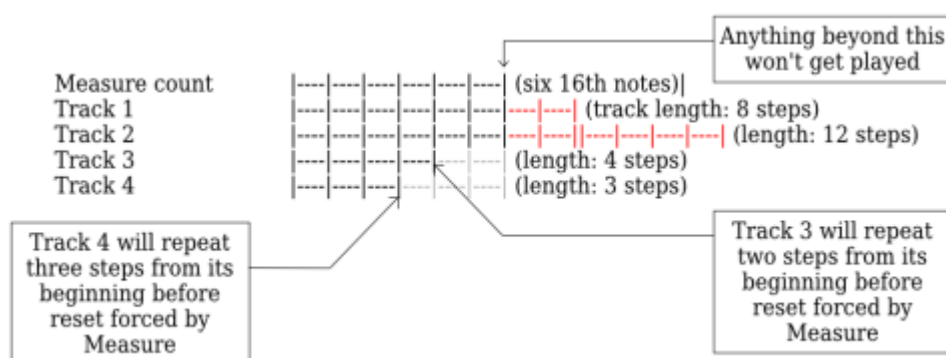 Anything beyond this
won't get played
Measure count |----|----|----|----|----|----| (six 16th notes)|
Track 1 |----|----|----|----|----|----|----|----| (track length: 8 steps)
Track 2 |----|----|----|----|----|----|----|----||----|----|----|----| (length: 12 steps)
Track 3 |----|----|----|----|----|----| (length: 4 steps)
Track 4 |----|----|----|----|----|----| (length: 3 steps)
Track 4 will repeat
three steps from its
beginning before
reset forced by
Measure
Track 3 will repeat
two steps from its
beginning before
reset forced by
Measure